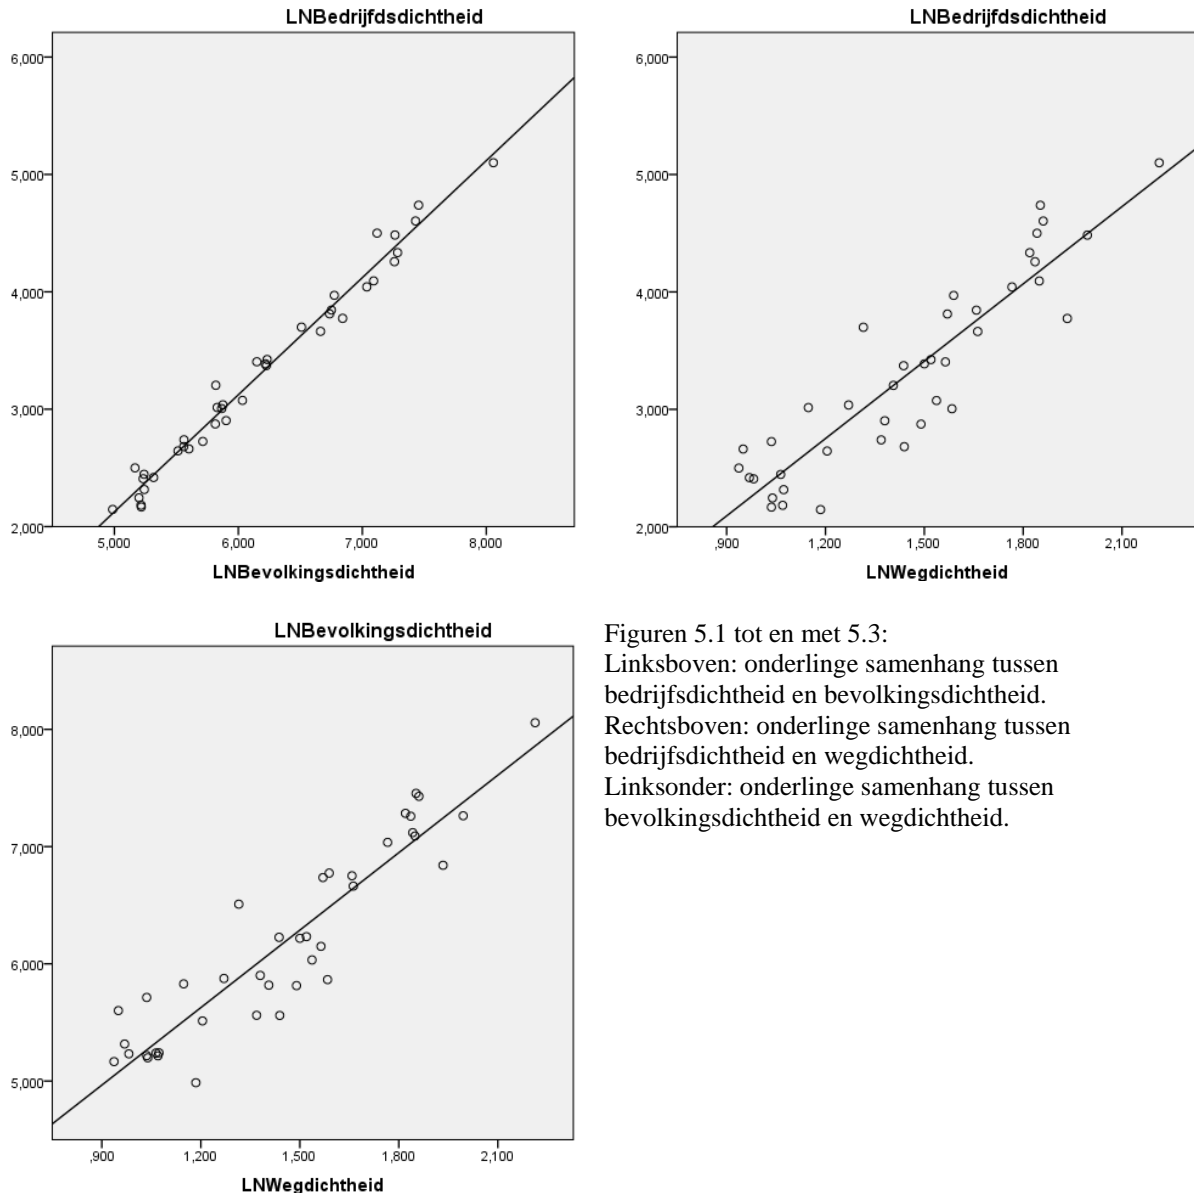 LNBedrijfdsdichtheid
6,000
5,000
4,000
3,000
2,000
5,000 6,000 7,000 8,000
LNBevolkingsdichtheid
LNBedrijfdsdichtheid
6,000
5,000
4,000
3,000
2,000
,900 1,200 1,500 1,800 2,100
LNWegdichtheid
LNBevolkingsdichtheid
8,000
7,000
6,000
5,000
,900 1,200 1,500 1,800 2,100
LNWegdichtheid
Figuren 5.1 tot en met 5.3:
Linksboven: onderlinge samenhang tussen
bedrijfsdichtheid en bevolkingsdichtheid.
Rechtsboven: onderlinge samenhang tussen
bedrijfsdichtheid en wegdichtheid.
Linksonder: onderlinge samenhang tussen
bevolkingsdichtheid en wegdichtheid.